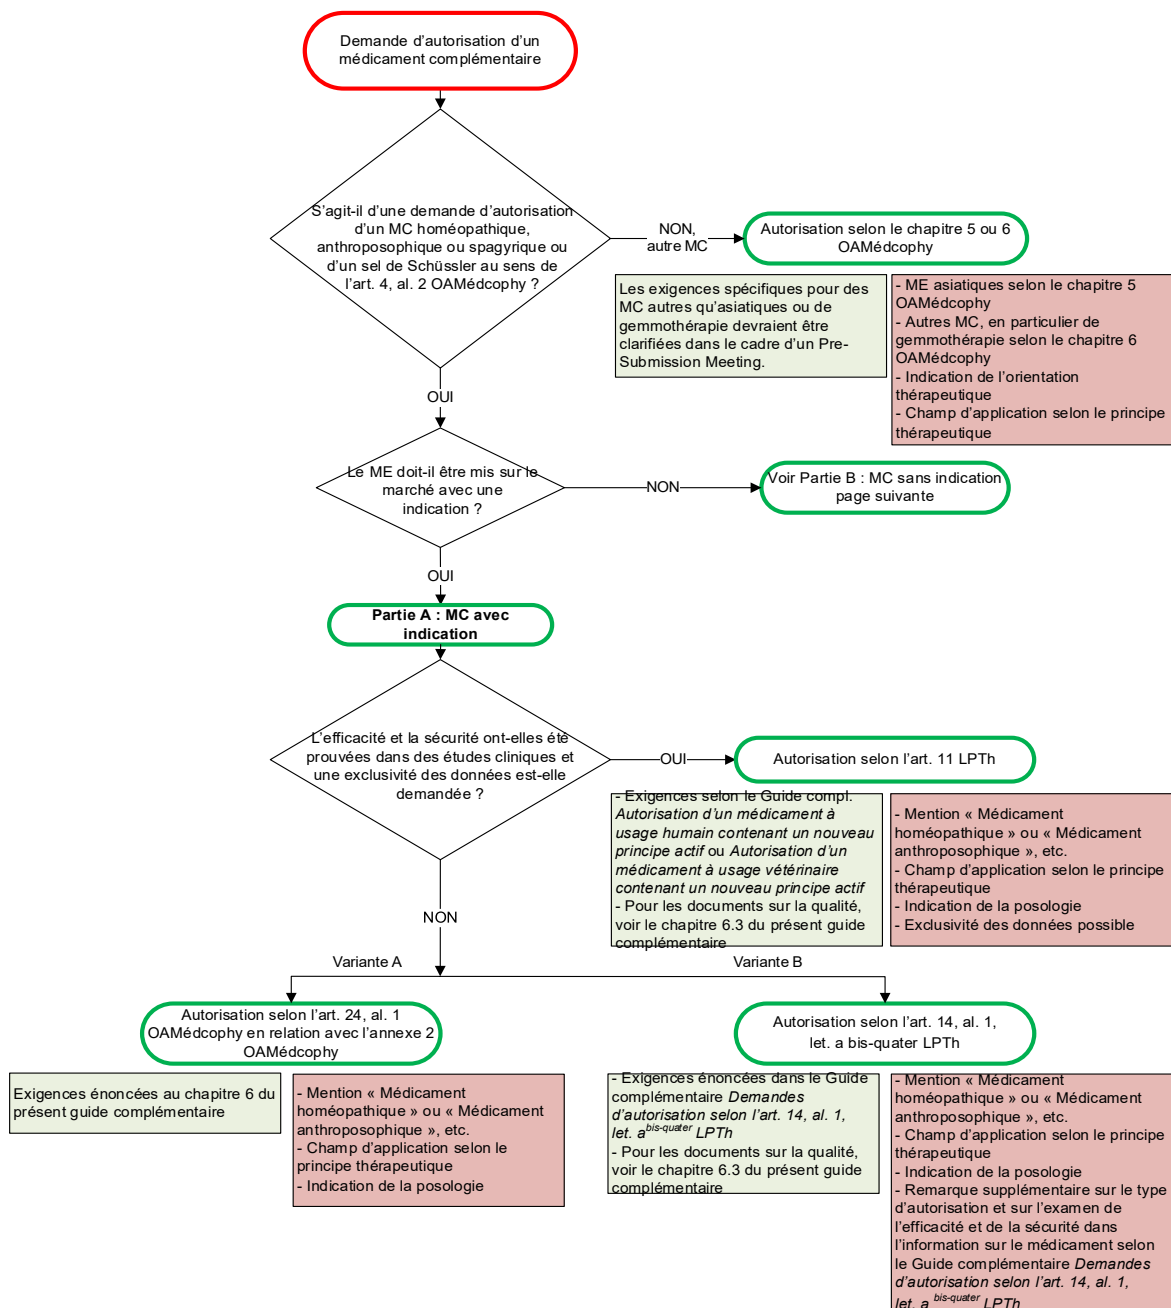 Demande d'autorisation d'un
médicament complémentaire
S'agit-il d'une demande d'autorisation
d'un MC homéopathique,
anthroposophique ou spagyrique ou
d'un sel de Schüssler au sens de
l'art. 4, al. 2 OAMédcophy ?
NON,
autre MC
Autorisation selon le chapitre 5 ou 6
OAMédcophy
Les exigences spécifiques pour des
MC autres qu'asiatiques ou de
gemmothérapie devraient être
clarifiées dans le cadre d'un Pre-
Submission Meeting.
- ME asiatiques selon le chapitre 5
OAMédcophy
- Autres MC, en particulier de
gemmothérapie selon le chapitre 6
OAMédcophy
- Indication de l'orientation
thérapeutique
- Champ d'application selon le principe
thérapeutique
OUI
Le ME doit-il être mis sur le
marché avec une
indication ?
NON
Voir Partie B : MC sans indication
page suivante
OUI
Partie A : MC avec
indication
L'efficacité et la sécurité ont-elles été
prouvées dans des études cliniques et
une exclusivité des données est-elle
demandée ?
OUI
Autorisation selon l'art. 11 LPTh
- Exigences selon le Guide compl.
Autorisation d'un médicament à
usage humain contenant un nouveau
principe actif ou Autorisation d'un
médicament à usage vétérinaire
contenant un nouveau principe actif
- Pour les documents sur la qualité,
voir le chapitre 6.3 du présent guide
complémentaire
- Mention « Médicament
homéopathique » ou « Médicament
anthroposophique », etc.
- Champ d'application selon le principe
thérapeutique
- Indication de la posologie
- Exclusivité des données possible
NON
Variante A
Variante B
Autorisation selon l'art. 24, al. 1
OAMédcophy en relation avec l'annexe 2
OAMédcophy
Autorisation selon l'art. 14, al. 1,
let. a bis-quater LPTh
Exigences énoncées au chapitre 6 du
présent guide complémentaire
- Mention « Médicament
homéopathique » ou « Médicament
anthroposophique », etc.
- Champ d'application selon le
principe thérapeutique
- Indication de la posologie
- Exigences énoncées dans le Guide
complémentaire Demandes
d'autorisation selon l'art. 14, al. 1,
let. a bis-quater LPTh
- Pour les documents sur la qualité,
voir le chapitre 6.3 du présent guide
complémentaire
- Mention « Médicament
homéopathique » ou « Médicament
anthroposophique », etc.
- Champ d'application selon le principe
thérapeutique
- Indication de la posologie
- Remarque supplémentaire sur le type
d'autorisation et sur l'examen de
l'efficacité et de la sécurité dans
l'information sur le médicament selon
le Guide complémentaire Demandes
d'autorisation selon l'art. 14, al. 1,
let. a bis-quater LPTh